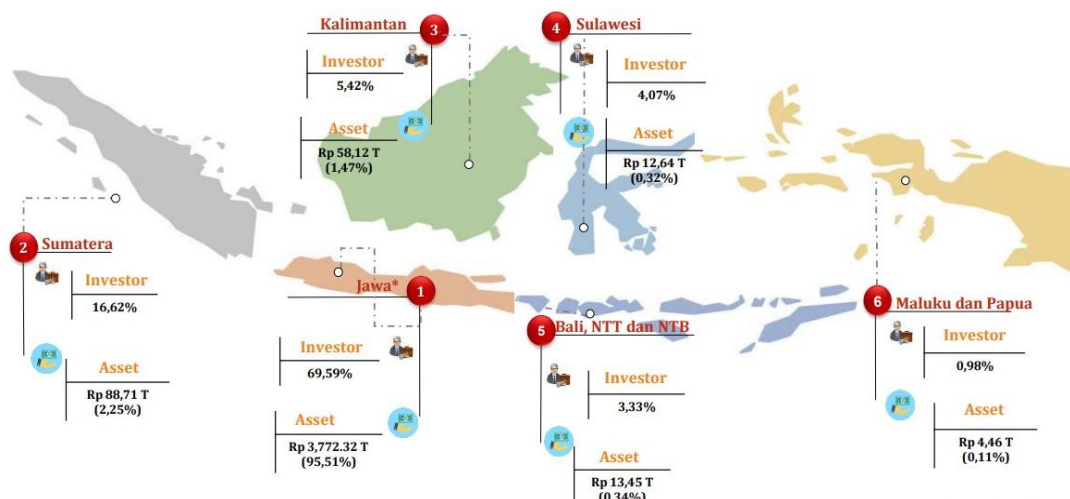 Kalimantan
3
Investor
5,42%
Asset
Rp 58,12 T
(1,47%)
4
Sulawesi
Investor
4,07%
Asset
Rp 12,64 T
(0,32%)
2
Sumatera
Investor
16,62%
Asset
Rp 88,71 T
(2,25%)
Jawa*
1
Investor
69,59%
Asset
Rp 3,772.32 T
(95,51%)
5
Bali, NTT dan NTB
Investor
3,33%
Asset
Rp 13,45 T
(0,34%)
6
Maluku dan Papua
Investor
0,98%
Asset
Rp 4,46 T
(0,11%)